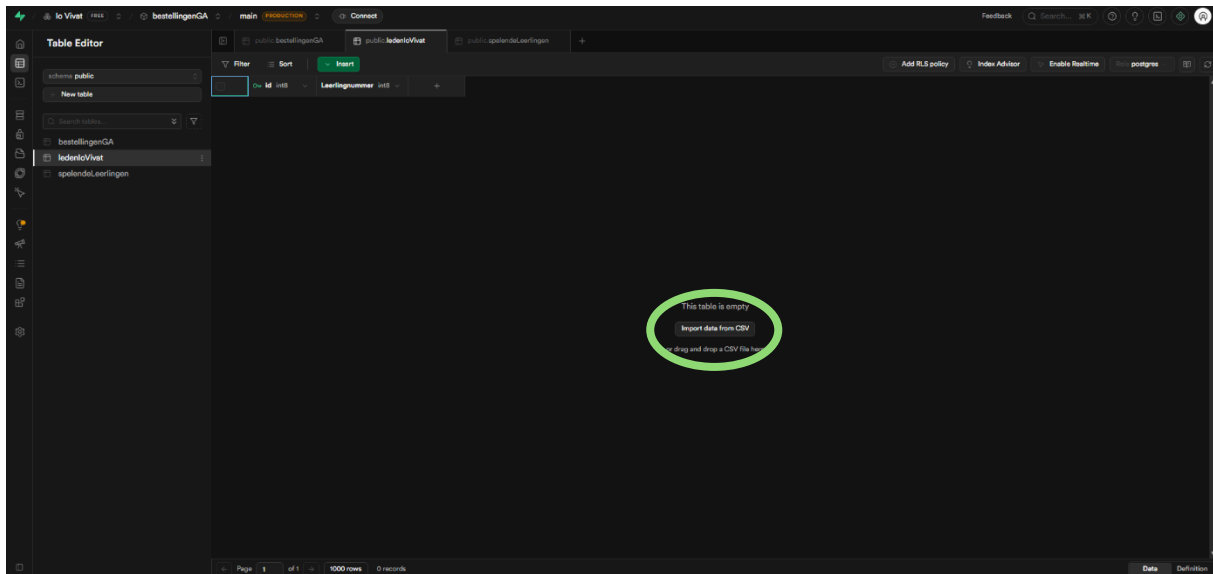 Io Vivat FREE bestellingenGA main PRODUCTION Connect Feedback Search... ⌘K
Table Editor
public.bestellingenGA public.ledenIoVivat public.spelendeLeerlingen +
Filter Sort Insert Add RLS policy Index Advisor Enable Realtime Role postgres
schema public
New table
id int8 Leerlingnummer int8 +
Search tables...
bestellingenGA
ledenIoVivat
spelendeLeerlingen
This table is empty
Import data from CSV
or drag and drop a CSV file here
Page 1 of 1 1000 rows 0 records Data Definition